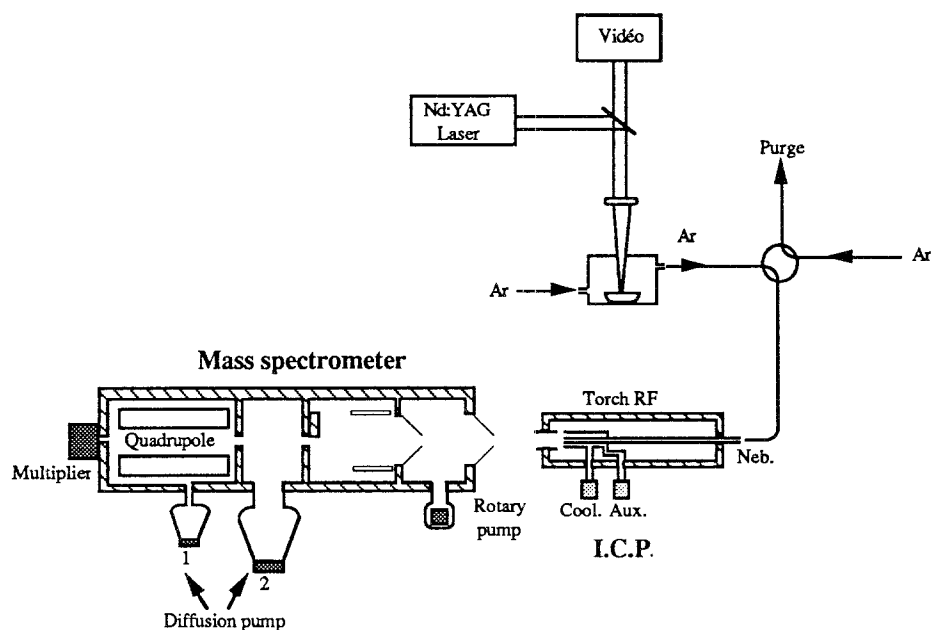 Vidéo
Nd:YAG
Laser
Purge
Ar
Ar
Ar
Mass spectrometer
Torch RF
Quadrupole
Multiplier
Neb.
Rotary
pump
Cool. Aux.
I.C.P.
1
2
Diffusion pump